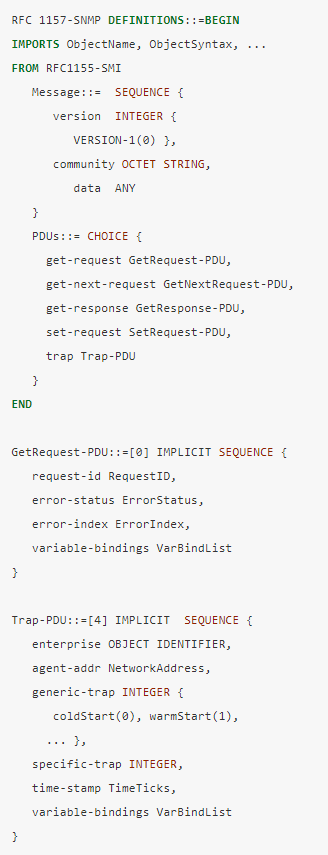 RFC 1157-SNMP DEFINITIONS::=BEGIN
IMPORTS ObjectName, ObjectSyntax, ...
FROM RFC1155-SMI
Message::= SEQUENCE {
version INTEGER {
VERSION-1(0) },
community OCTET STRING,
data ANY
}
PDUs::= CHOICE {
get-request GetRequest-PDU,
get-next-request GetNextRequest-PDU,
get-response GetResponse-PDU,
set-request SetRequest-PDU,
trap Trap-PDU
}
END
GetRequest-PDU::=[0] IMPLICIT SEQUENCE {
request-id RequestID,
error-status ErrorStatus,
error-index ErrorIndex,
variable-bindings VarBindList
}
Trap-PDU::=[4] IMPLICIT SEQUENCE {
enterprise OBJECT IDENTIFIER,
agent-addr NetworkAddress,
generic-trap INTEGER {
coldStart(0), warmStart(1),
... },
specific-trap INTEGER,
time-stamp TimeTicks,
variable-bindings VarBindList
}